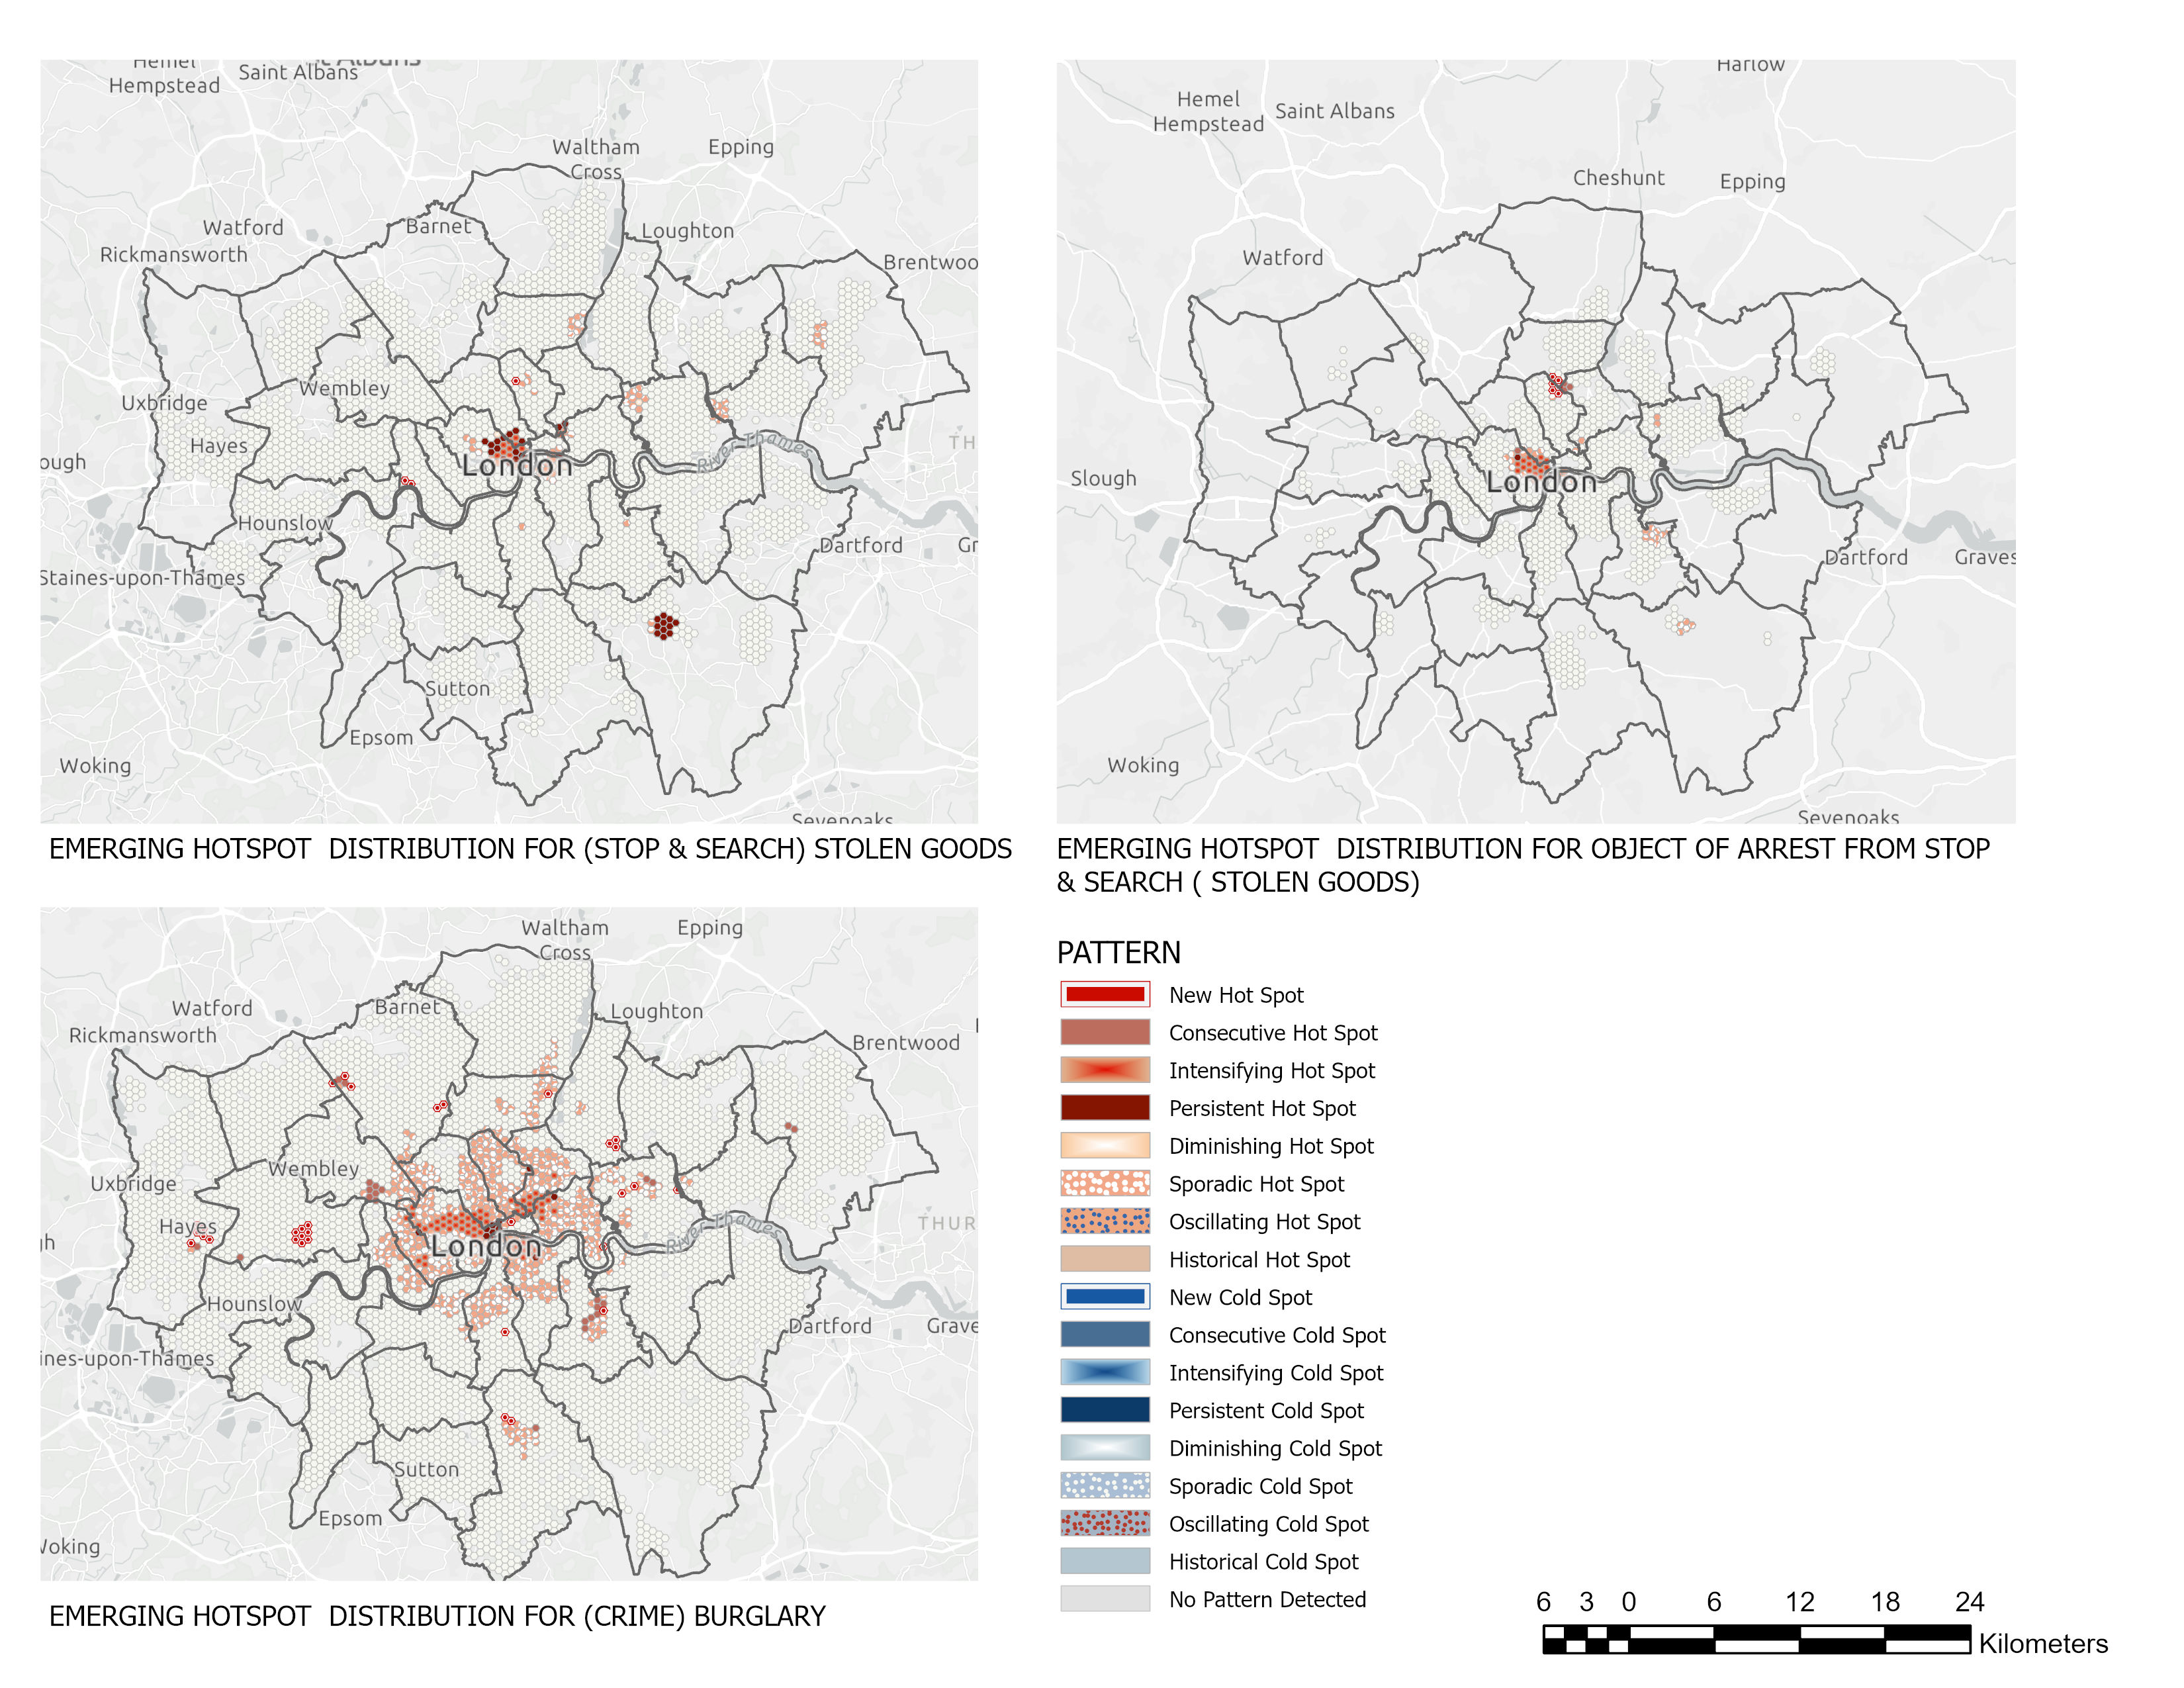 Hemel
Hempstead
Saint Albans
Waltham
Cross
Epping
Watford
Barnet
Loughton
Rickmansworth
Brentwoo
Wembley
Uxbridge
Hayes
TH
ough
London
River Thames
Hounslow
Dartford
Gr
Staines-upon-Thames
Sutton
Epsom
Woking
Sevenoaks
EMERGING HOTSPOT DISTRIBUTION FOR (STOP & SEARCH) STOLEN GOODS
Harlow
Hemel
Hempstead
Saint Albans
Cheshunt
Epping
Watford
Slough
London
Dartford
Graves
Woking
Sevenoaks
EMERGING HOTSPOT DISTRIBUTION FOR OBJECT OF ARREST FROM STOP
& SEARCH ( STOLEN GOODS)
Waltham
Cross
Epping
Watford
Barnet
Loughton
Rickmansworth
Brentwood
Wembley
Uxbridge
Hayes
THUR
gh
London
River Thames
Hounslow
Dartford
Grave
ines-upon-Thames
Sutton
Epsom
Woking
EMERGING HOTSPOT DISTRIBUTION FOR (CRIME) BURGLARY
PATTERN
New Hot Spot
Consecutive Hot Spot
Intensifying Hot Spot
Persistent Hot Spot
Diminishing Hot Spot
Sporadic Hot Spot
Oscillating Hot Spot
Historical Hot Spot
New Cold Spot
Consecutive Cold Spot
Intensifying Cold Spot
Persistent Cold Spot
Diminishing Cold Spot
Sporadic Cold Spot
Oscillating Cold Spot
Historical Cold Spot
No Pattern Detected
6 3 0 6 12 18 24
Kilometers